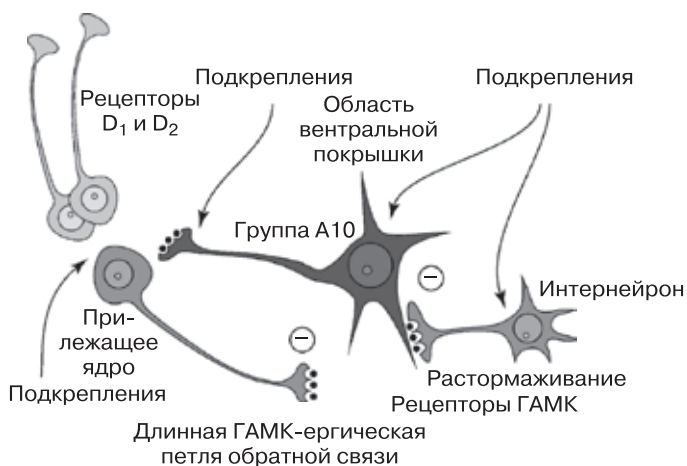 Подкрепления
Рецепторы
D1 и D2
Область
вентральной
покрышки
Подкрепления
Группа А10
−
Интернейрон
При-
лежащее
ядро
Подкрепления
−
Растормаживание
Рецепторы ГАМК
Длинная ГАМК-ергическая
петля обратной связи